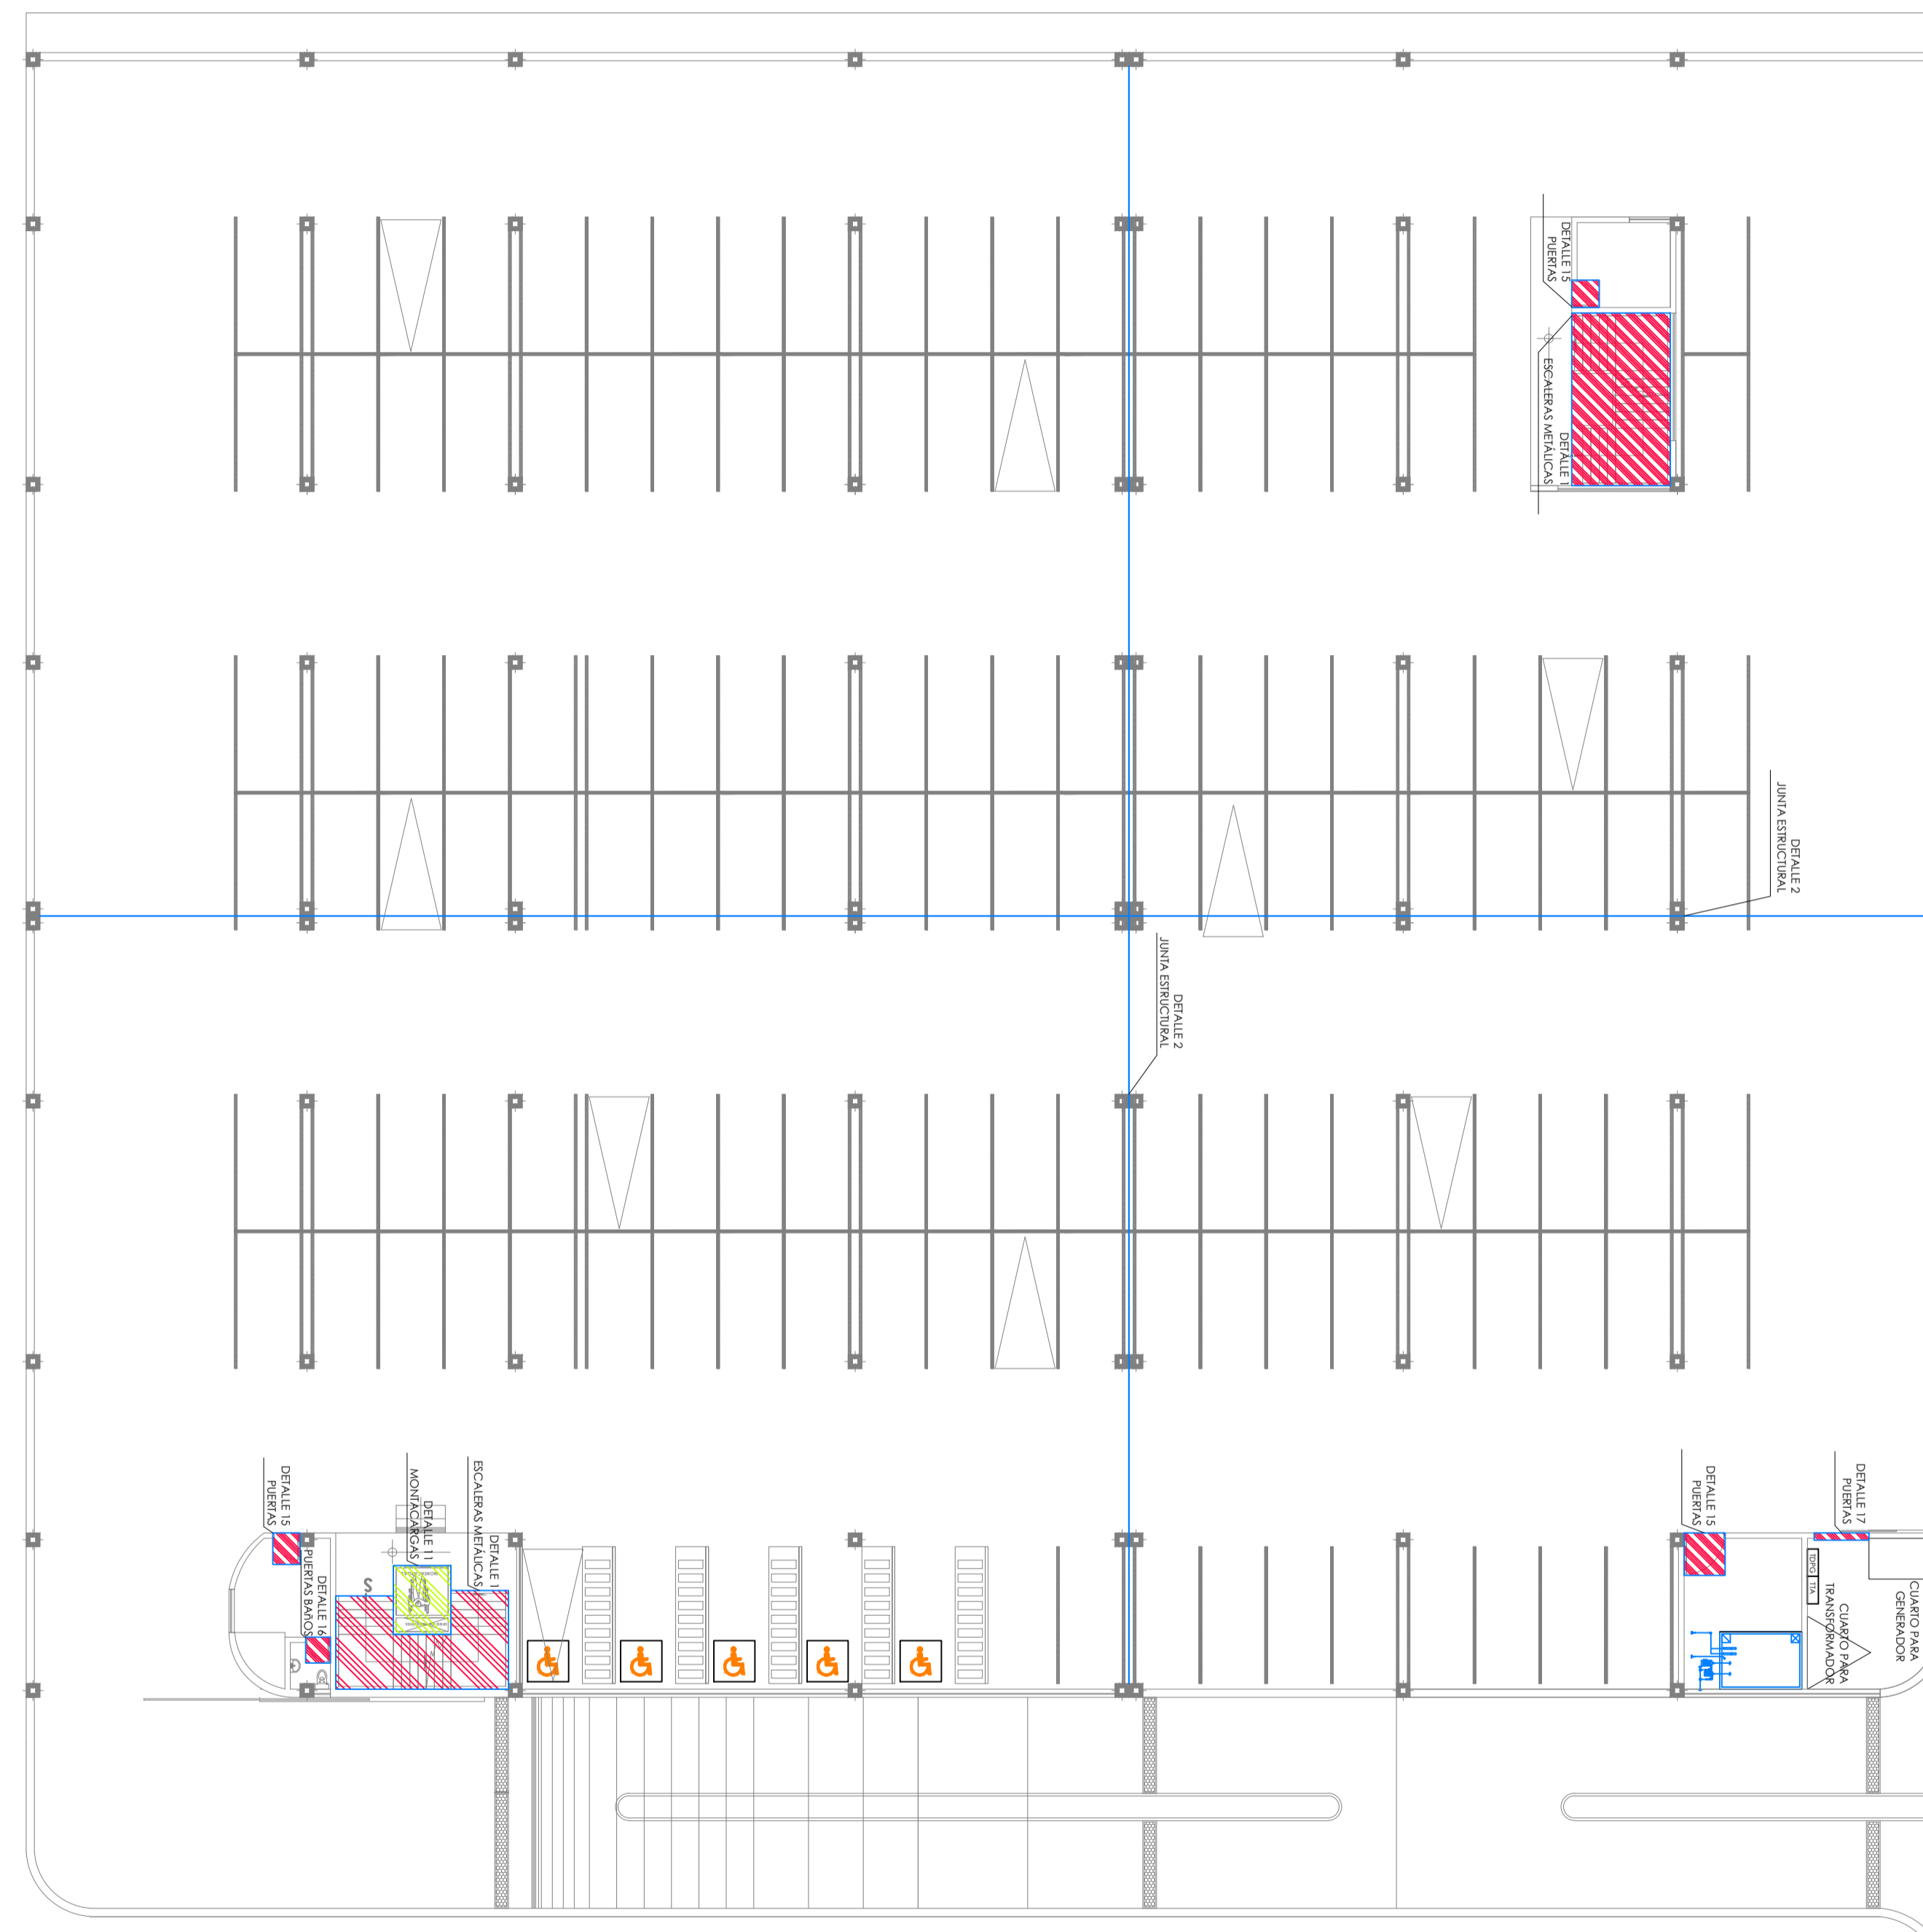 DETALLE 15
PUERTAS
DETALLE 1
ESCALERAS METÁLICAS
DETALLE 2
JUNTA ESTRUCTURAL
DETALLE 2
JUNTA ESTRUCTURAL
DETALLE 15
PUERTAS
DETALLE 16
PUERTAS BAÑOS
DETALLE 11
MONTACARGAS
DETALLE 1
ESCALERAS METÁLICAS
S
DETALLE 15
PUERTAS
DETALLE 17
PUERTAS
TDPG
TTA
CUARTO PARA
TRANSFORMADOR
CUARTO PARA
GENERADOR